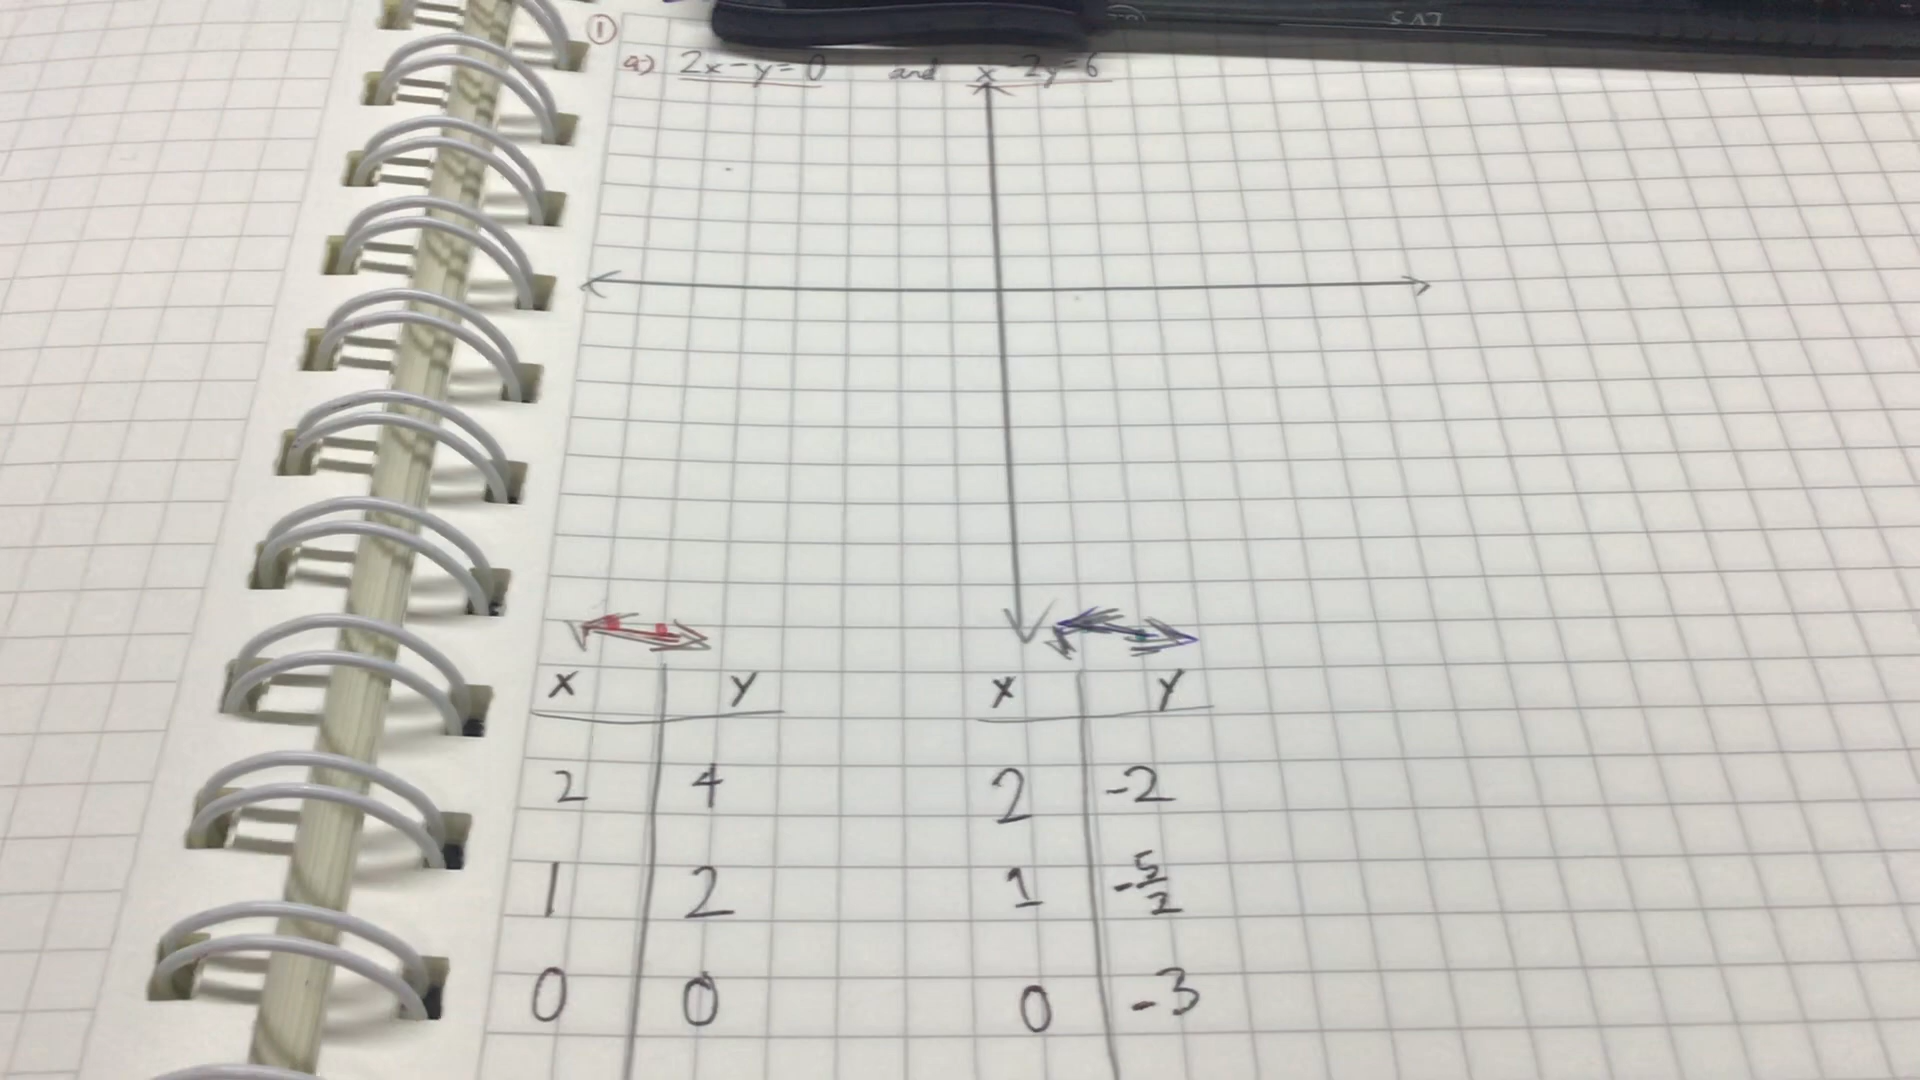 ①
a) 2x-y=0 and x-2y=6
x y x y
2 4 2 -2
1 2 1 -5/2
0 0 0 -3